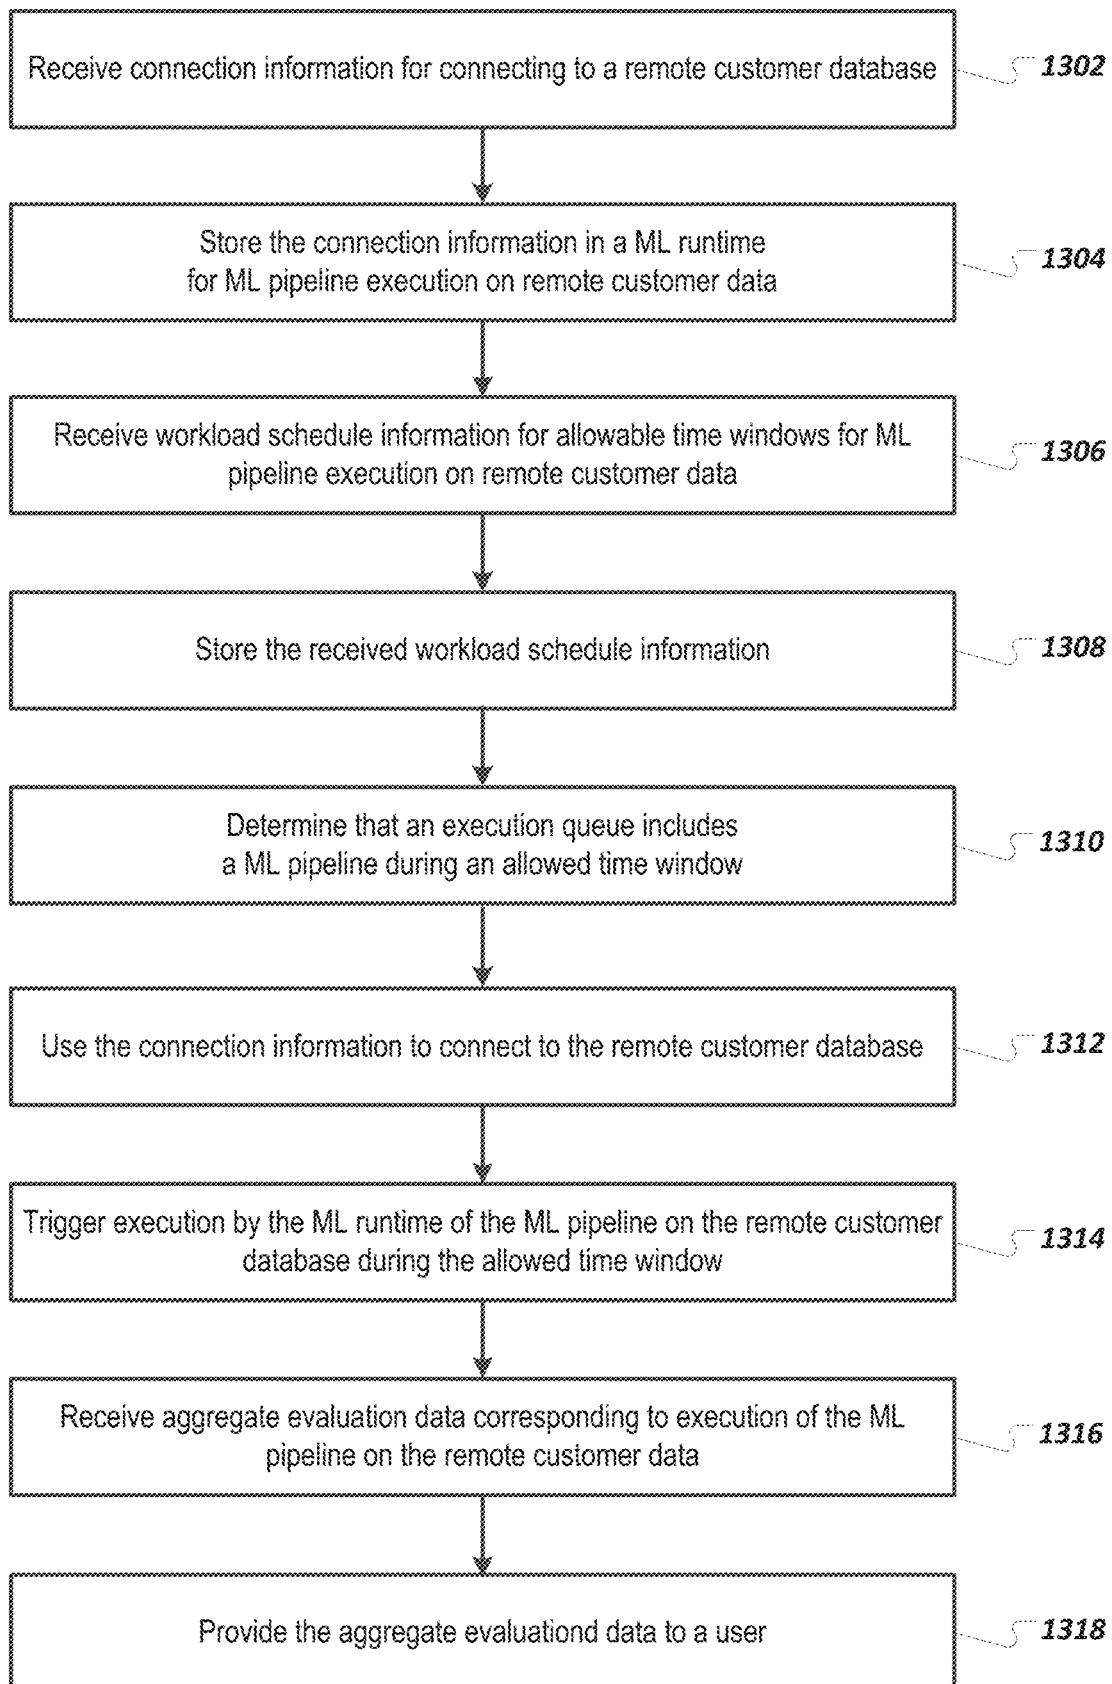 Receive connection information for connecting to a remote customer database
1302
Store the connection information in a ML runtime
for ML pipeline execution on remote customer data
1304
Receive workload schedule information for allowable time windows for ML
pipeline execution on remote customer data
1306
Store the received workload schedule information
1308
Determine that an execution queue includes
a ML pipeline during an allowed time window
1310
Use the connection information to connect to the remote customer database
1312
Trigger execution by the ML runtime of the ML pipeline on the remote customer
database during the allowed time window
1314
Receive aggregate evaluation data corresponding to execution of the ML
pipeline on the remote customer data
1316
Provide the aggregate evaluationd data to a user
1318